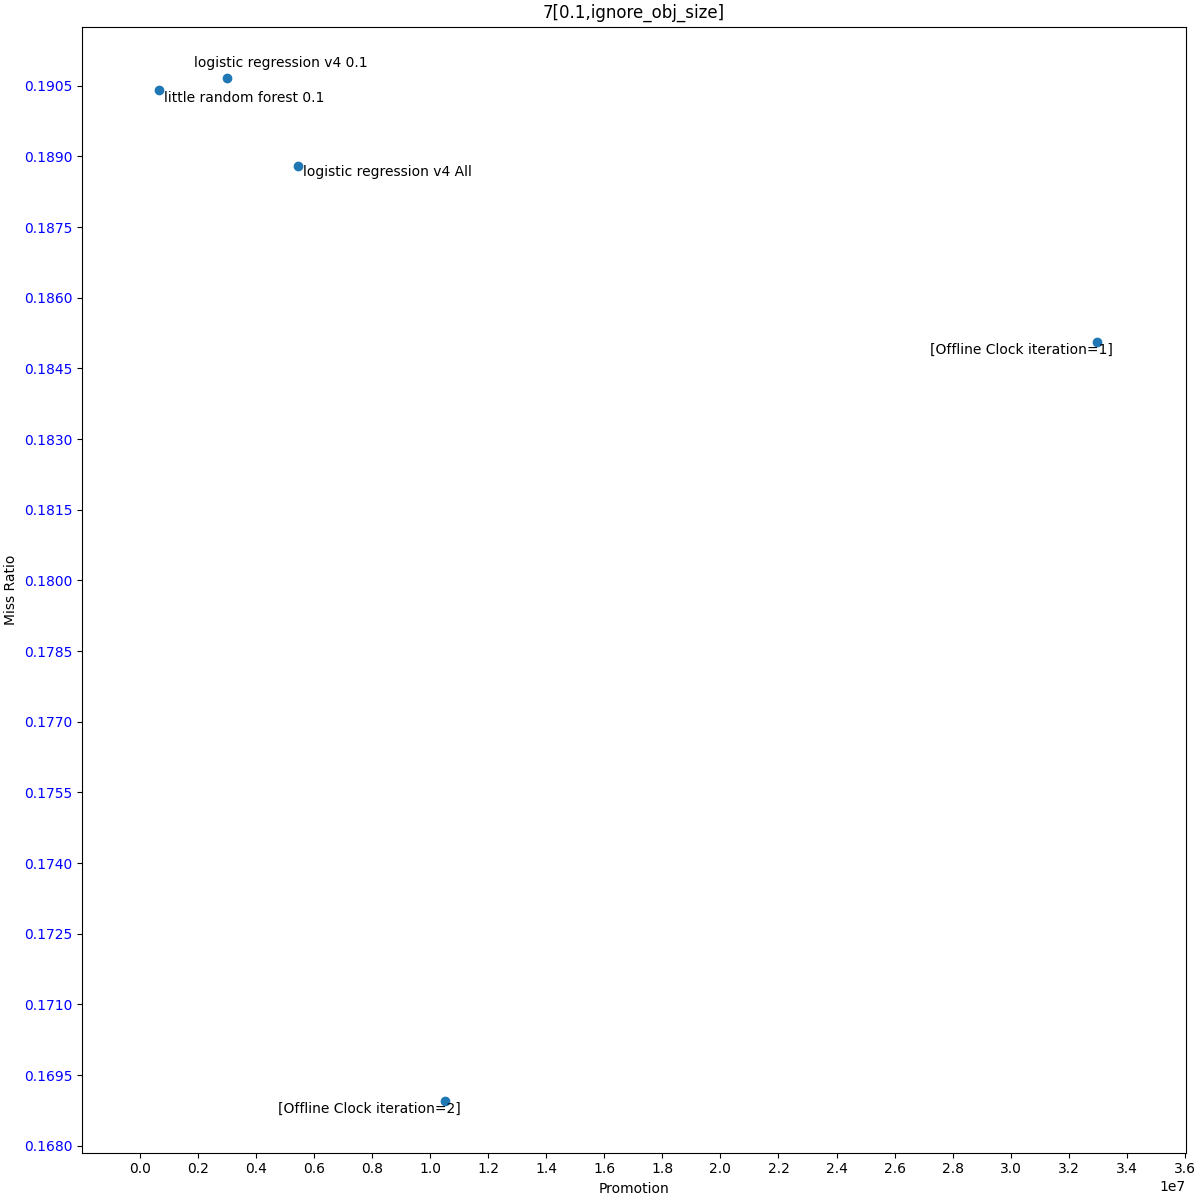 7[0.1,ignore_obj_size]
logistic regression v4 0.1
little random forest 0.1
logistic regression v4 All
[Offline Clock iteration=1]
[Offline Clock iteration=2]
Miss Ratio
0.1905
0.1890
0.1875
0.1860
0.1845
0.1830
0.1815
0.1800
0.1785
0.1770
0.1755
0.1740
0.1725
0.1710
0.1695
0.1680
0.0 0.2 0.4 0.6 0.8 1.0 1.2 1.4 1.6 1.8 2.0 2.2 2.4 2.6 2.8 3.0 3.2 3.4 3.6
1e7
Promotion